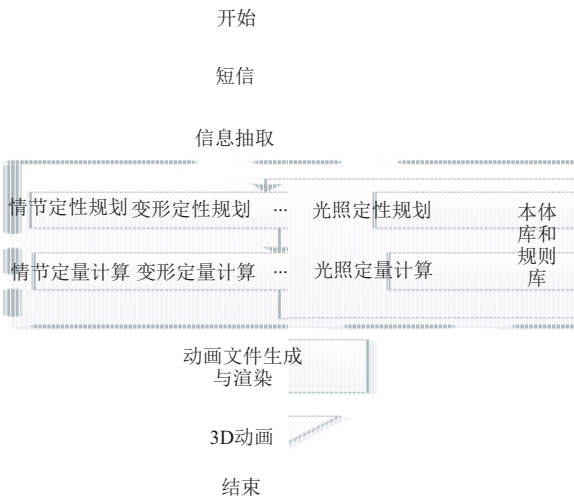 开始
短信
信息抽取
情节定性规划 变形定性规划 … 光照定性规划
情节定量计算 变形定量计算 … 光照定量计算
本体
库和
规则
库
动画文件生成
与渲染
3D动画
结束